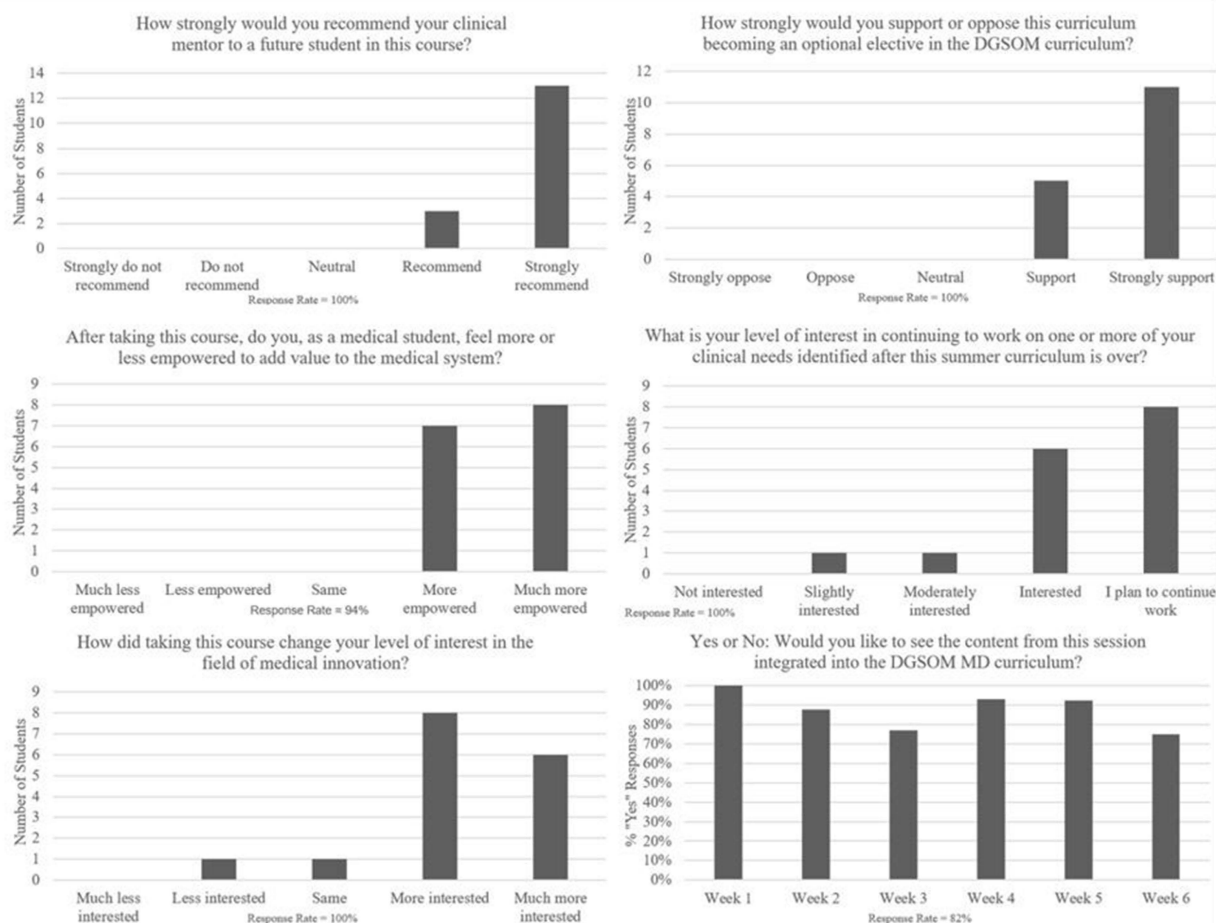 How strongly would you recommend your clinical
mentor to a future student in this course?
Number of Students
14
12
10
8
6
4
2
0
Strongly do not
recommend
Do not
recommend
Neutral
Recommend
Strongly
recommend
Response Rate = 100%
How strongly would you support or oppose this curriculum
becoming an optional elective in the DGSOM curriculum?
Number of Students
12
10
8
6
4
2
0
Strongly oppose
Oppose
Neutral
Support
Strongly support
Response Rate = 100%
After taking this course, do you, as a medical student, feel more or
less empowered to add value to the medical system?
Number of Students
9
8
7
6
5
4
3
2
1
0
Much less
empowered
Less empowered
Same
More
empowered
Much more
empowered
Response Rate = 94%
What is your level of interest in continuing to work on one or more of your
clinical needs identified after this summer curriculum is over?
Number of Students
9
8
7
6
5
4
3
2
1
0
Not interested
Slightly
interested
Moderately
interested
Interested
I plan to continue
work
Response Rate = 100%
How did taking this course change your level of interest in the
field of medical innovation?
Number of Students
9
8
7
6
5
4
3
2
1
0
Much less
interested
Less interested
Same
More interested
Much more
interested
Response Rate = 100%
Yes or No: Would you like to see the content from this session
integrated into the DGSOM MD curriculum?
% "Yes" Responses
100%
90%
80%
70%
60%
50%
40%
30%
20%
10%
0%
Week 1
Week 2
Week 3
Week 4
Week 5
Week 6
Response Rate = 82%